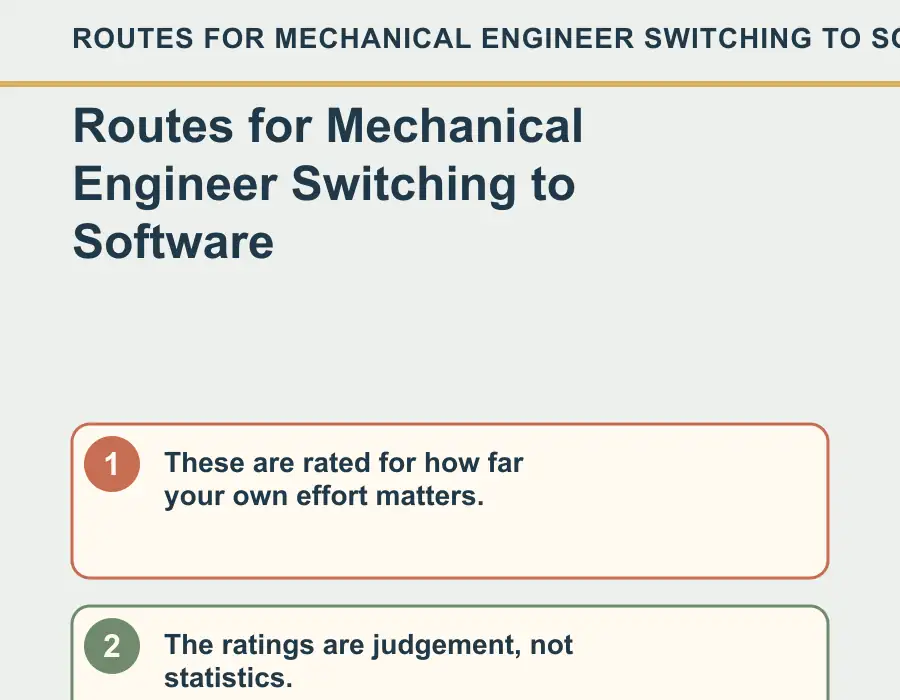 ROUTES FOR MECHANICAL ENGINEER SWITCHING TO
Routes for Mechanical
Engineer Switching to
Software
1
These are rated for how far
your own effort matters.
2
The ratings are judgement, not
statistics.